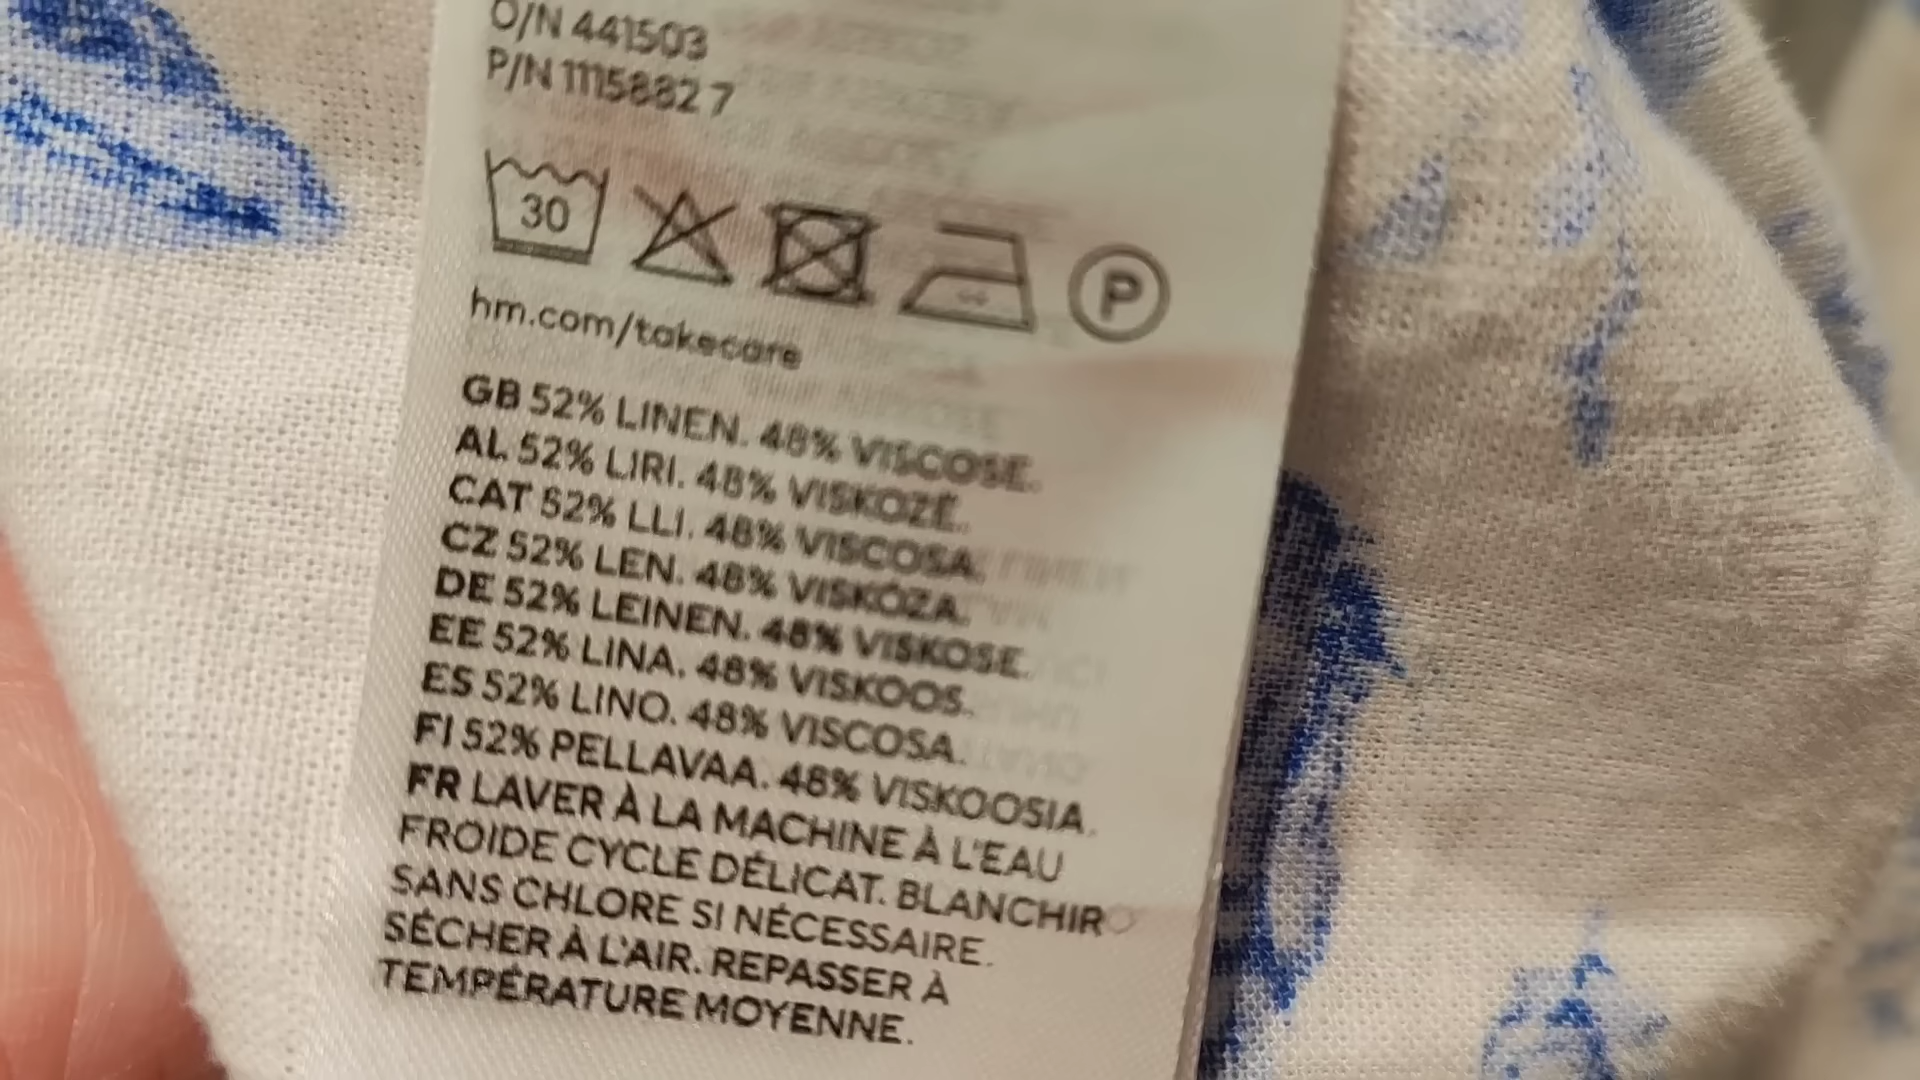 O/N 441503
P/N 1115882 7
30
P
hm.com/takecare
GB 52% LINEN. 48% VISCOSE.
AL 52% LIRI. 48% VISKOZË.
CAT 52% LLI. 48% VISCOSA.
CZ 52% LEN. 48% VISKÓZA.
DE 52% LEINEN. 48% VISKOSE.
EE 52% LINA. 48% VISKOOS.
ES 52% LINO. 48% VISCOSA.
FI 52% PELLAVAA. 48% VISKOOSIA.
FR LAVER À LA MACHINE À L'EAU
FROIDE CYCLE DÉLICAT. BLANCHIR
SANS CHLORE SI NÉCESSAIRE.
SÉCHER À L'AIR. REPASSER À
TEMPÉRATURE MOYENNE.